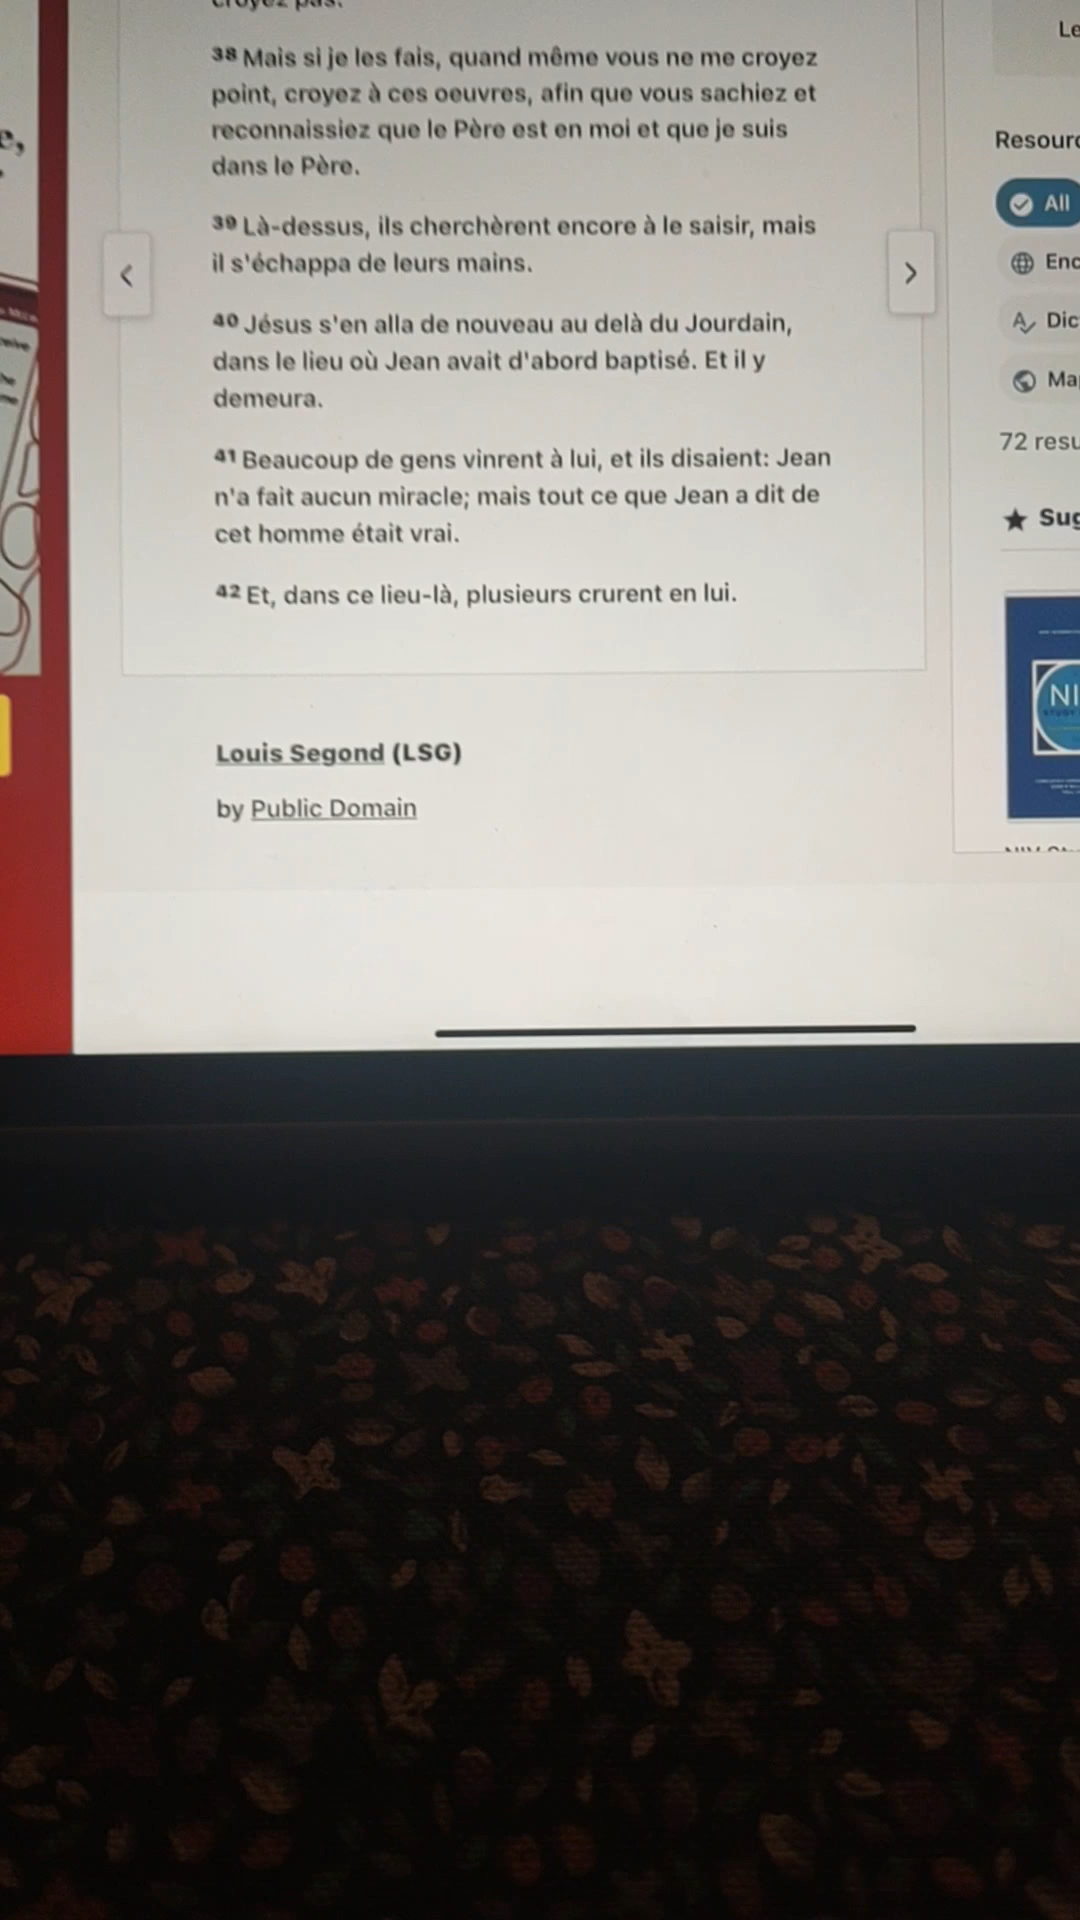 croyez pas.
38 Mais si je les fais, quand même vous ne me croyez
point, croyez à ces oeuvres, afin que vous sachiez et
reconnaissiez que le Père est en moi et que je suis
dans le Père.
39 Là-dessus, ils cherchèrent encore à le saisir, mais
il s'échappa de leurs mains.
40 Jésus s'en alla de nouveau au delà du Jourdain,
dans le lieu où Jean avait d'abord baptisé. Et il y
demeura.
41 Beaucoup de gens vinrent à lui, et ils disaient: Jean
n'a fait aucun miracle; mais tout ce que Jean a dit de
cet homme était vrai.
42 Et, dans ce lieu-là, plusieurs crurent en lui.
Louis Segond (LSG)
by Public Domain
Le
Resourc
All
Enc
Dic
Ma
72 resu
Sug
NI